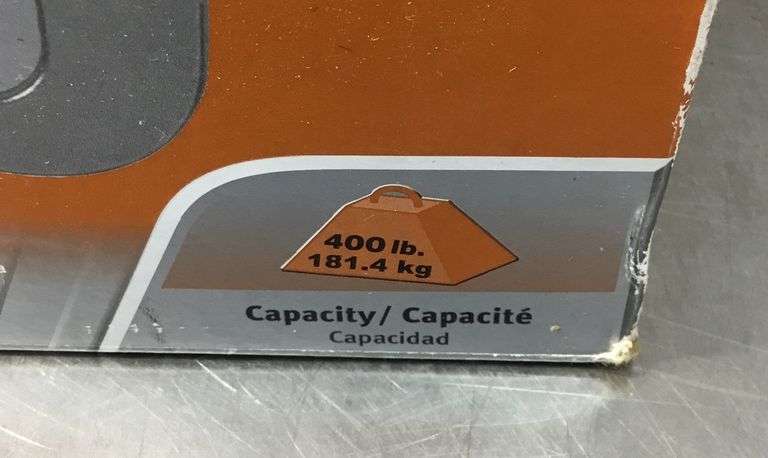 400 lb.
181.4 kg
Capacity/ Capacité
Capacidad